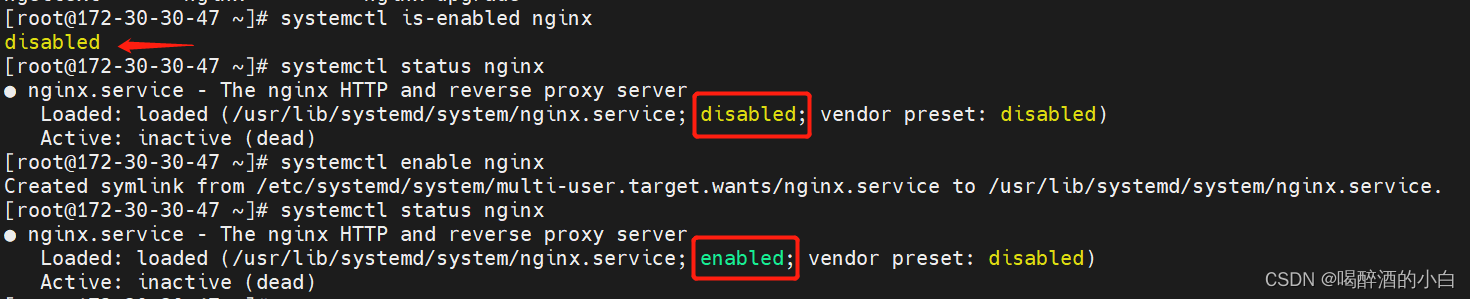 [root@172-30-30-47 ~]# systemctl is-enabled nginx
disabled
[root@172-30-30-47 ~]# systemctl status nginx
● nginx.service - The nginx HTTP and reverse proxy server
   Loaded: loaded (/usr/lib/systemd/system/nginx.service; disabled; vendor preset: disabled)
   Active: inactive (dead)
[root@172-30-30-47 ~]# systemctl enable nginx
Created symlink from /etc/systemd/system/multi-user.target.wants/nginx.service to /usr/lib/systemd/system/nginx.service.
[root@172-30-30-47 ~]# systemctl status nginx
● nginx.service - The nginx HTTP and reverse proxy server
   Loaded: loaded (/usr/lib/systemd/system/nginx.service; enabled; vendor preset: disabled)
   Active: inactive (dead)
CSDN @喝醉酒的小白